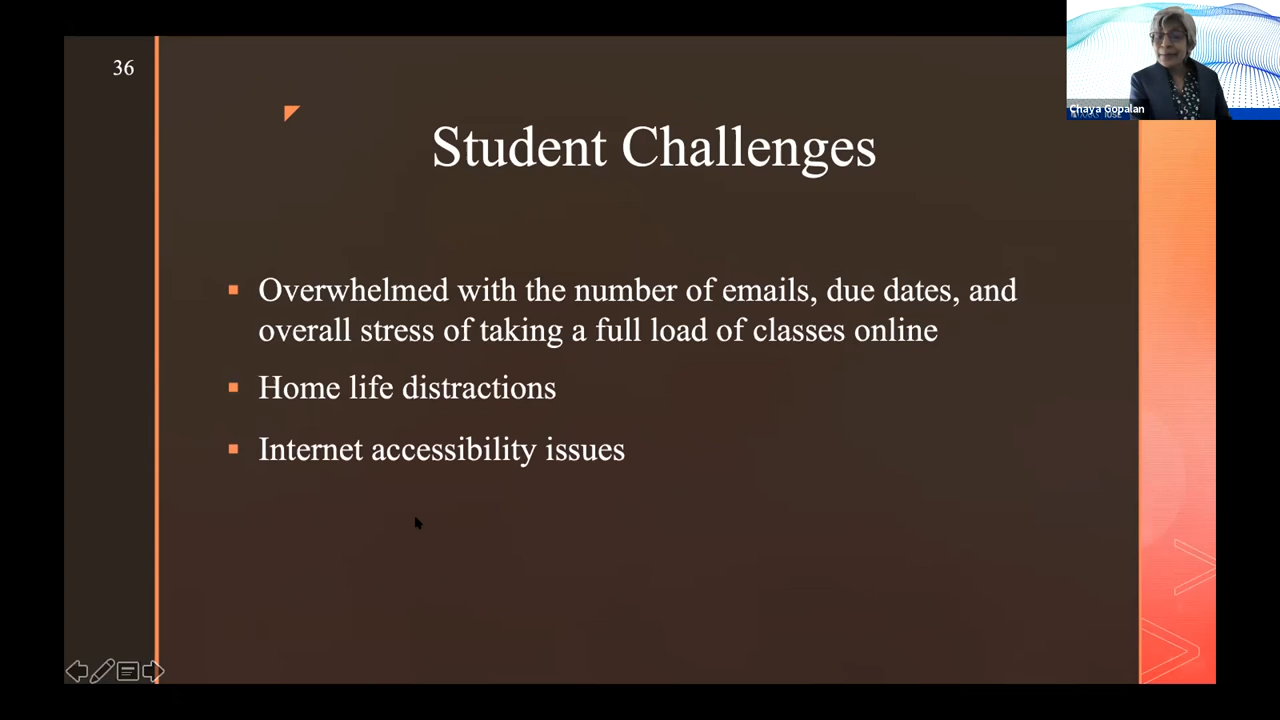 36
Chaya Gopalan
Student Challenges
Overwhelmed with the number of emails, due dates, and
overall stress of taking a full load of classes online
Home life distractions
Internet accessibility issues